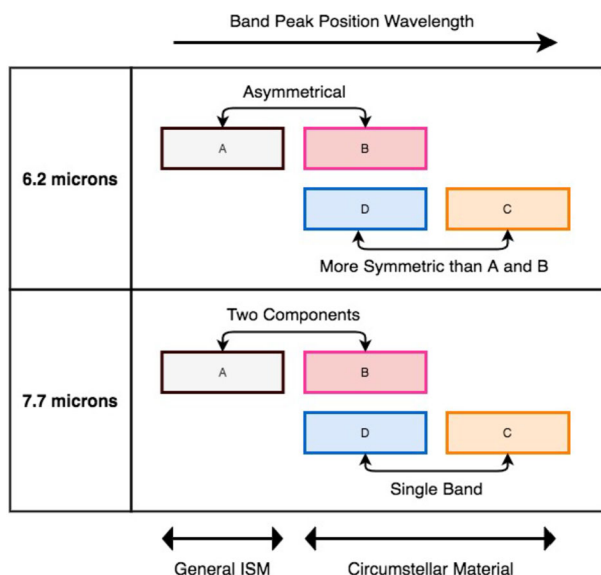 Band Peak Position Wavelength
Asymmetrical
A
B
6.2 microns
D
C
More Symmetric than A and B
Two Components
A
B
7.7 microns
D
C
Single Band
General ISM
Circumstellar Material